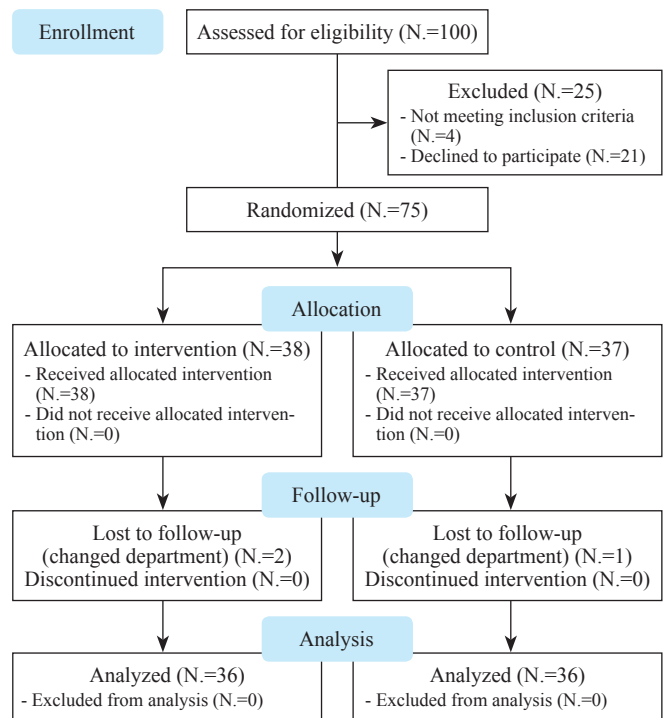 Enrollment
Assessed for eligibility (N.=100)
Excluded (N.=25)
- Not meeting inclusion criteria
(N.=4)
- Declined to participate (N.=21)
Randomized (N.=75)
Allocation
Allocated to intervention (N.=38)
- Received allocated intervention
(N.=38)
- Did not receive allocated interven-
tion (N.=0)
Allocated to control (N.=37)
- Received allocated intervention
(N.=37)
- Did not receive allocated interven-
tion (N.=0)
Follow-up
Lost to follow-up
(changed department) (N.=2)
Discontinued intervention (N.=0)
Lost to follow-up
(changed department) (N.=1)
Discontinued intervention (N.=0)
Analysis
Analyzed (N.=36)
- Excluded from analysis (N.=0)
Analyzed (N.=36)
- Excluded from analysis (N.=0)